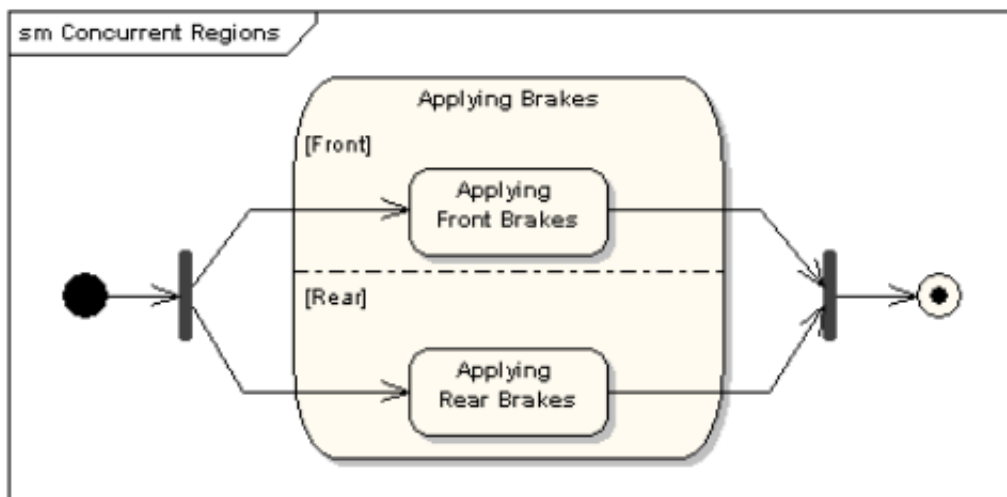 sm Concurrent Regions
Applying Brakes
[Front]
Applying
Front Brakes
[Rear]
Applying
Rear Brakes